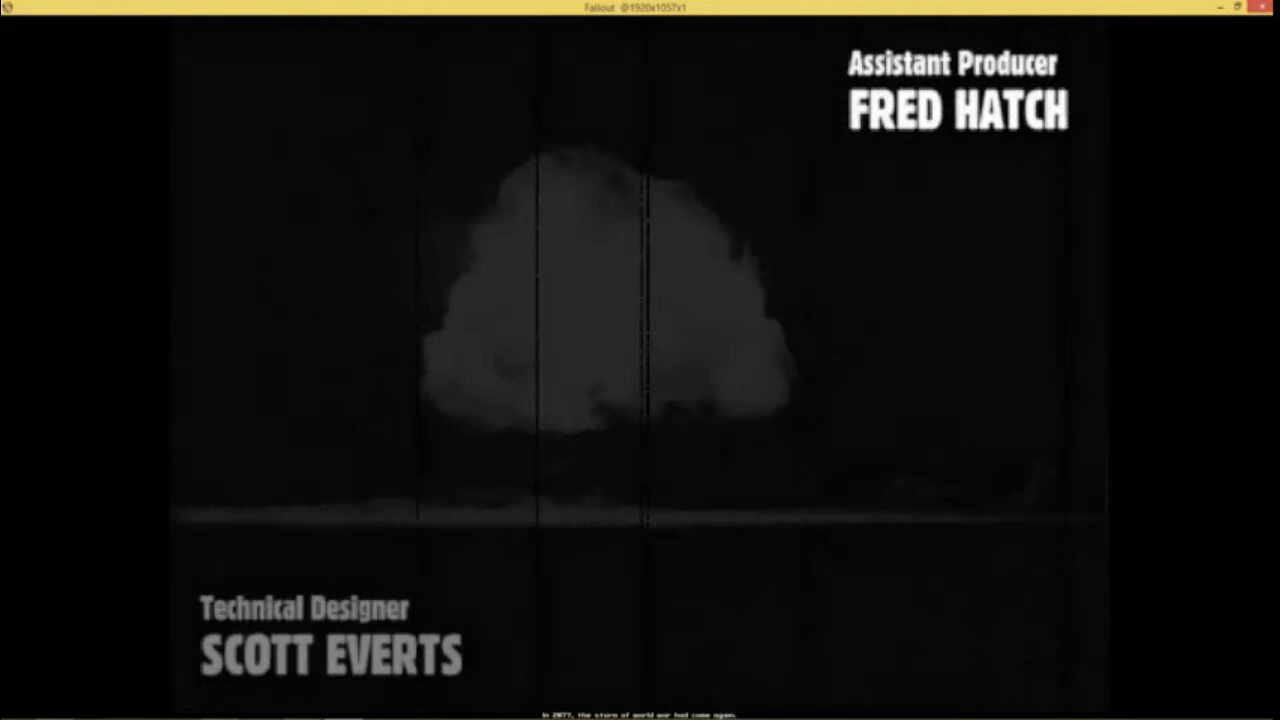 Fallout @1920x1057x1
Assistant Producer
FRED HATCH
Technical Designer
SCOTT EVERTS
In 2077, the storm of world war had come again.